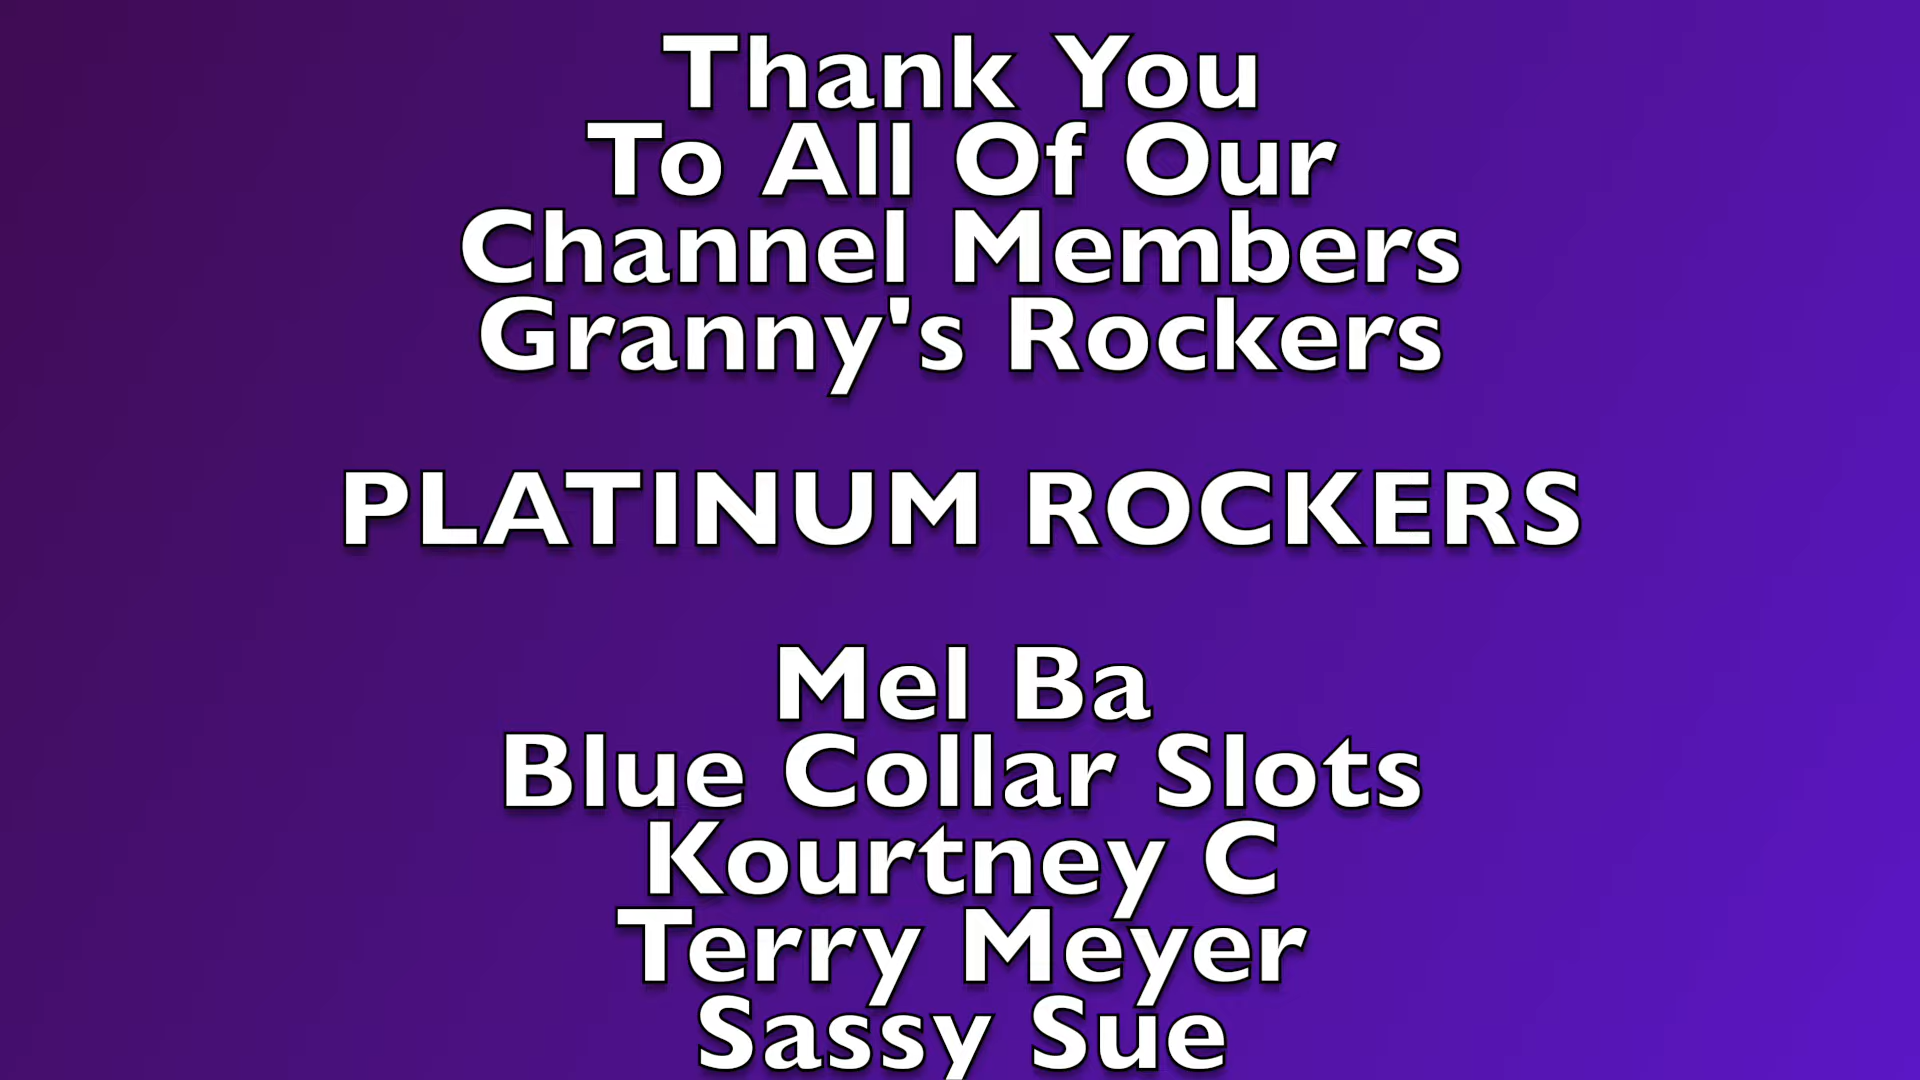 Thank You
To All Of Our
Channel Members
Granny's Rockers
PLATINUM ROCKERS
Mel Ba
Blue Collar Slots
Kourtney C
Terry Meyer
Sassy Sue